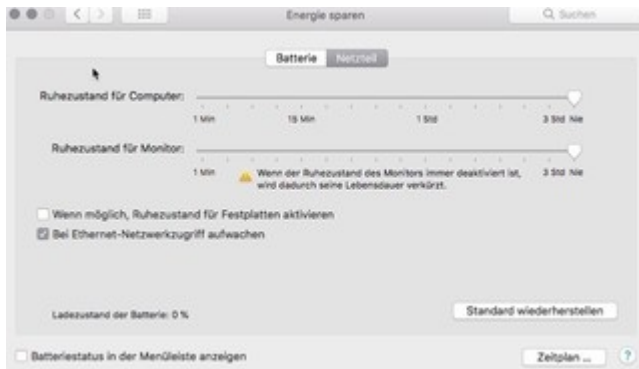 Energie sparen
Suchen
Batterie Netzteil
Ruhezustand für Computer:
1 Min 15 Min 1 Std 3 Std Nie
Ruhezustand für Monitor:
1 Min 3 Std Nie
Wenn der Ruhezustand des Monitors immer deaktiviert ist,
wird dadurch seine Lebensdauer verkürzt.
Wenn möglich, Ruhezustand für Festplatten aktivieren
Bei Ethernet-Netzwerkzugriff aufwachen
Ladezustand der Batterie: 0 %
Standard wiederherstellen
Batteriestatus in der Menüleiste anzeigen
Zeitplan ... ?